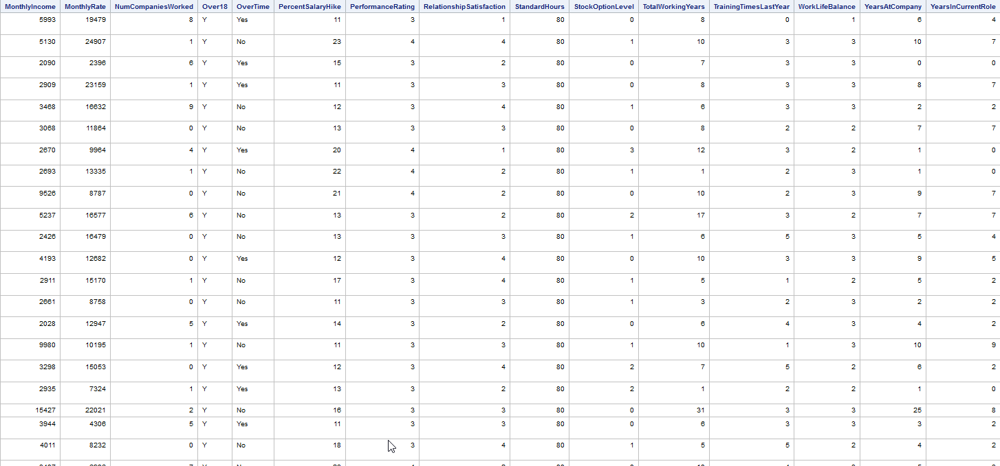 MonthlyIncome MonthlyRate NumCompaniesWorked Over18 OverTime PercentSalaryHike PerformanceRating RelationshipSatisfaction StandardHours StockOptionLevel TotalWorkingYears TrainingTimesLastYear WorkLifeBalance YearsAtCompany YearsInCurrentRole
5993 19479 8 Y Yes 11 3 1 80 0 8 0 1 6 4
5130 24907 1 Y No 23 4 4 80 1 10 3 3 10 7
2090 2396 6 Y Yes 15 3 2 80 0 7 3 3 0 0
2909 23159 1 Y Yes 11 3 3 80 0 8 3 3 8 7
3468 16632 9 Y No 12 3 4 80 1 6 3 3 2 2
3068 11864 0 Y No 13 3 3 80 0 8 2 2 7 7
2670 9964 4 Y Yes 20 4 1 80 3 12 3 2 1 0
2693 13335 1 Y No 22 4 2 80 1 1 2 3 1 0
9526 8787 0 Y No 21 4 2 80 0 10 2 3 9 7
5237 16577 6 Y No 13 3 2 80 2 17 3 2 7 7
2426 16479 0 Y No 13 3 3 80 1 6 5 3 5 4
4193 12682 0 Y Yes 12 3 4 80 0 10 3 3 9 5
2911 15170 1 Y No 17 3 4 80 1 5 1 2 5 2
2661 8758 0 Y No 11 3 3 80 1 3 2 3 2 2
2028 12947 5 Y Yes 14 3 2 80 0 6 4 3 4 2
9980 10195 1 Y No 11 3 3 80 1 10 1 3 10 9
3298 15053 0 Y Yes 12 3 4 80 2 7 5 2 6 2
2935 7324 1 Y Yes 13 3 2 80 2 1 2 2 1 0
15427 22021 2 Y No 16 3 3 80 0 31 3 3 25 8
3944 4306 5 Y Yes 11 3 3 80 0 6 3 3 3 2
4011 8232 0 Y No 18 3 4 80 1 5 5 2 4 2